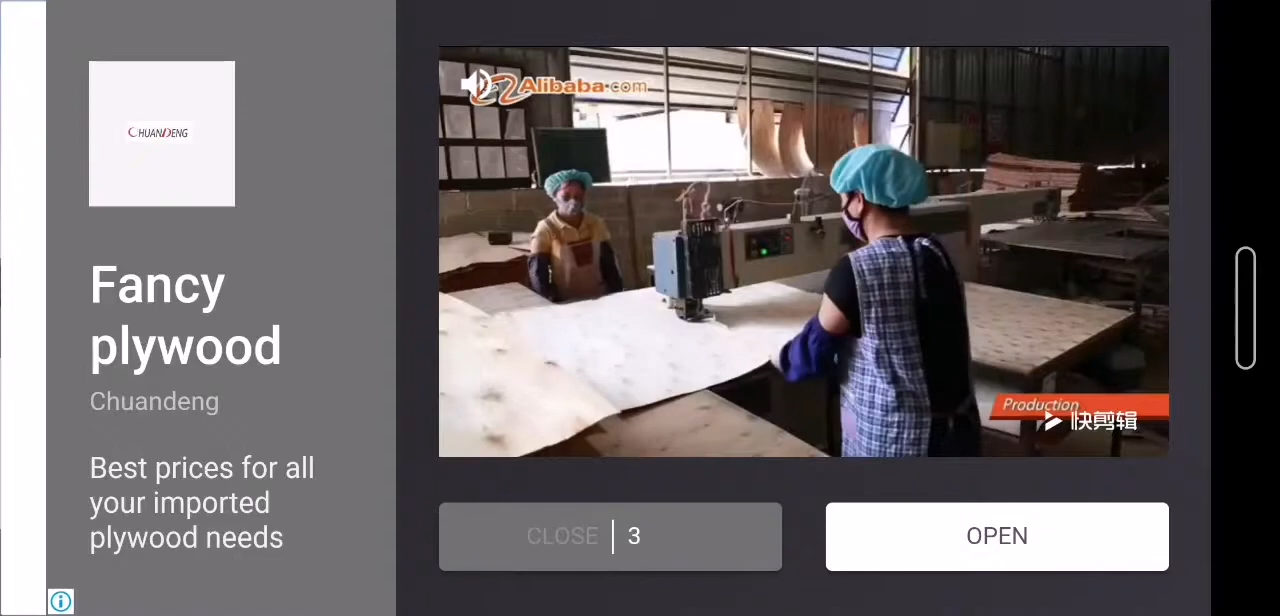 CHUANDENG
Fancy
plywood
Chuandeng
Best prices for all
your imported
plywood needs
Alibaba.com
Production
快剪辑
CLOSE
3
OPEN